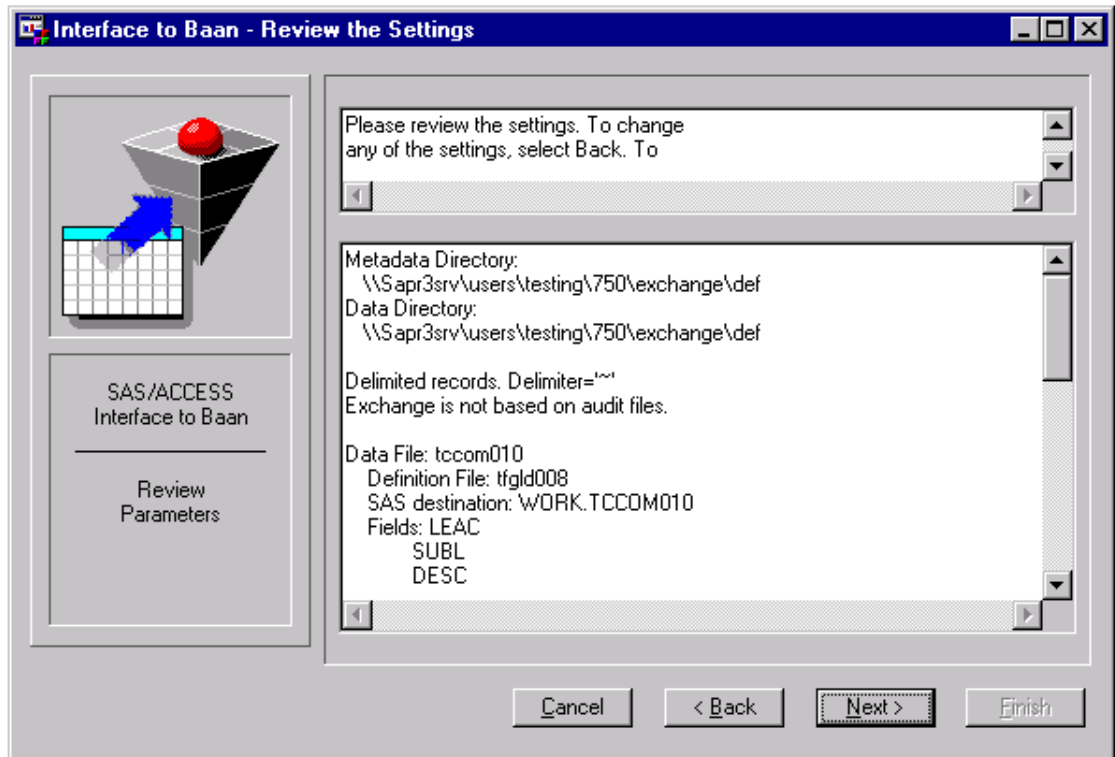 Interface to Baan - Review the Settings
Please review the settings. To change
any of the settings, select Back. To
SAS/ACCESS
Interface to Baan
Review
Parameters
Metadata Directory:
\\Sapr3srv\users\testing\750\exchange\def
Data Directory:
\\Sapr3srv\users\testing\750\exchange\def
Delimited records. Delimiter='~'
Exchange is not based on audit files.
Data File: tccom010
Definition File: tfgld008
SAS destination: WORK.TCCOM010
Fields: LEAC
SUBL
DESC
Cancel
< Back
Next >
Finish